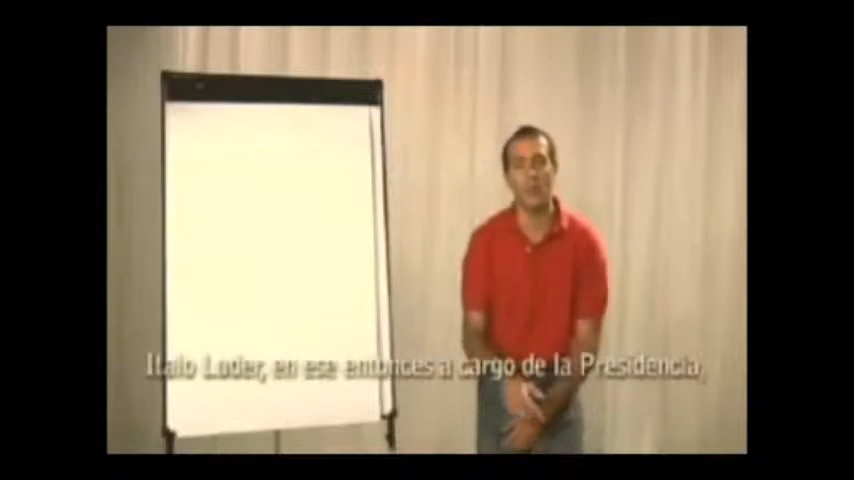 Italo Luder, en ese entonces a cargo de la Presidencia,